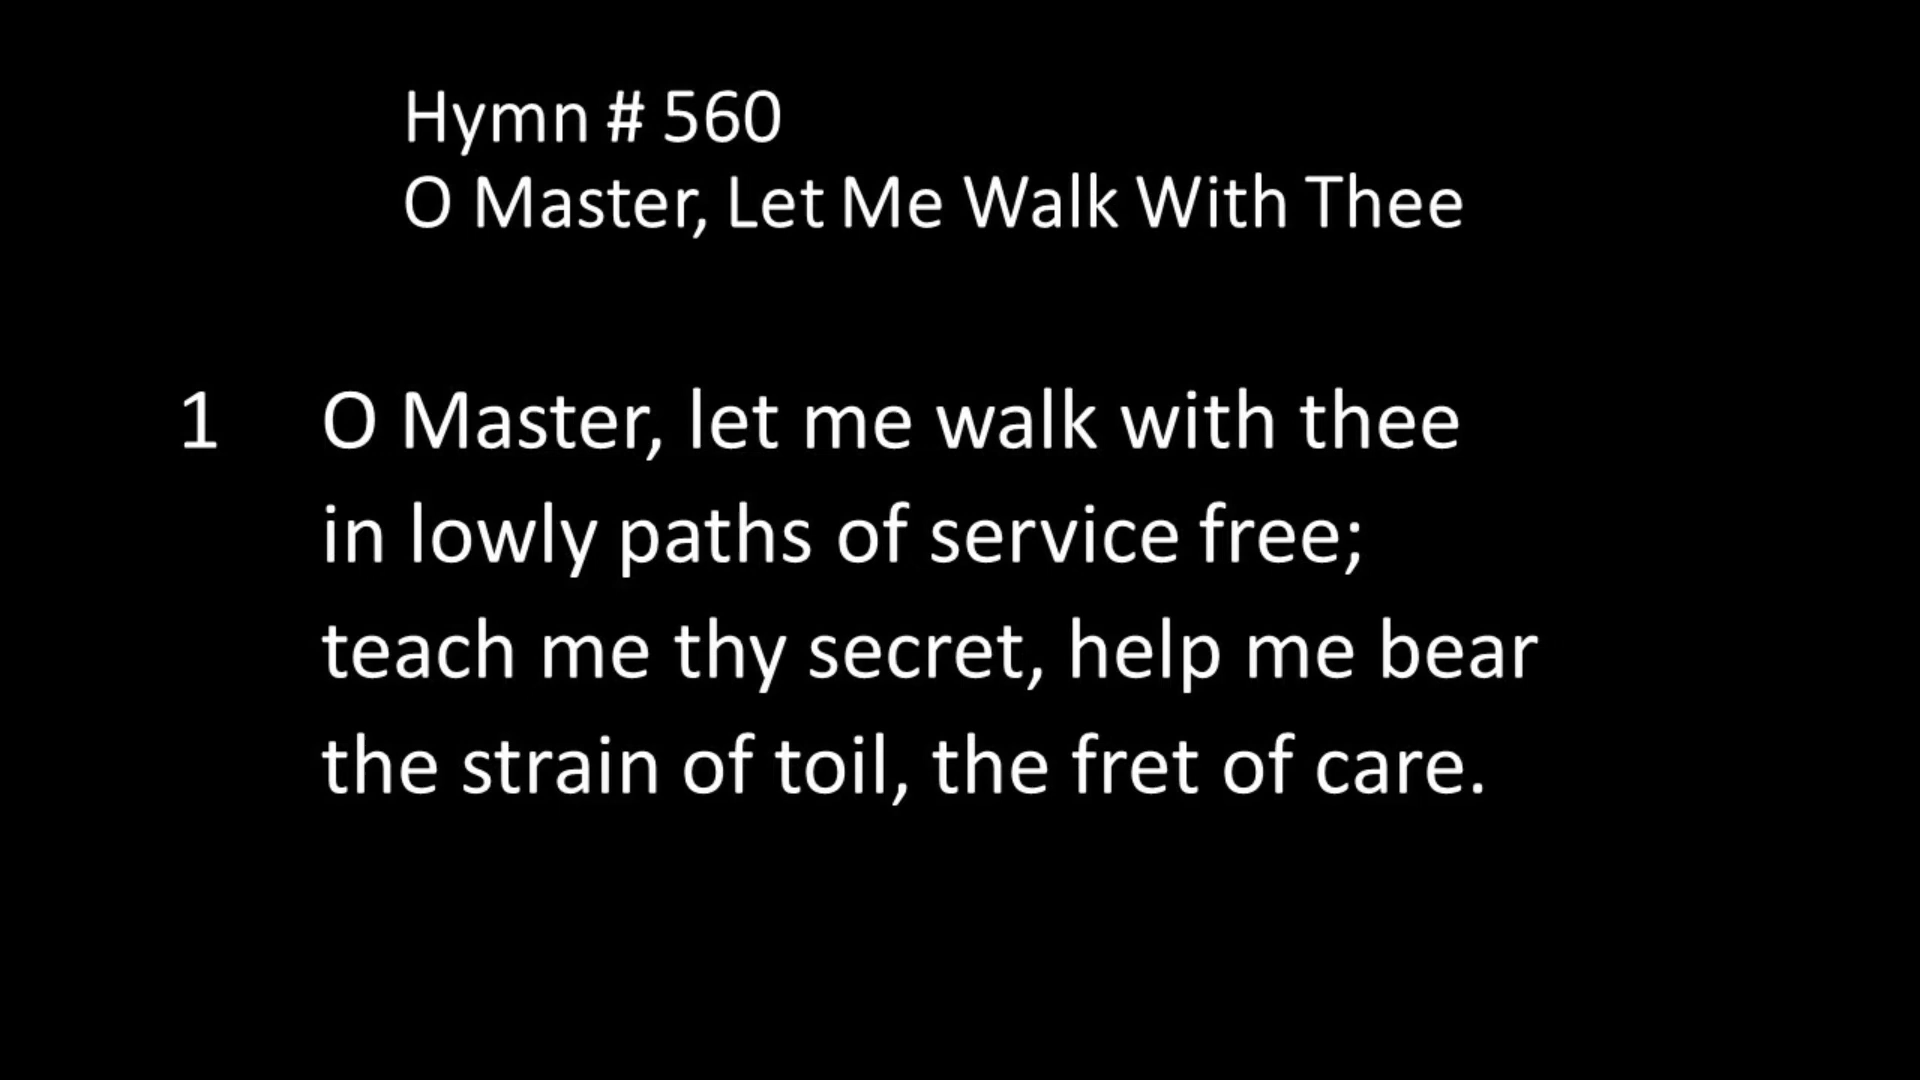 Hymn # 560
O Master, Let Me Walk With Thee
1 O Master, let me walk with thee
in lowly paths of service free;
teach me thy secret, help me bear
the strain of toil, the fret of care.